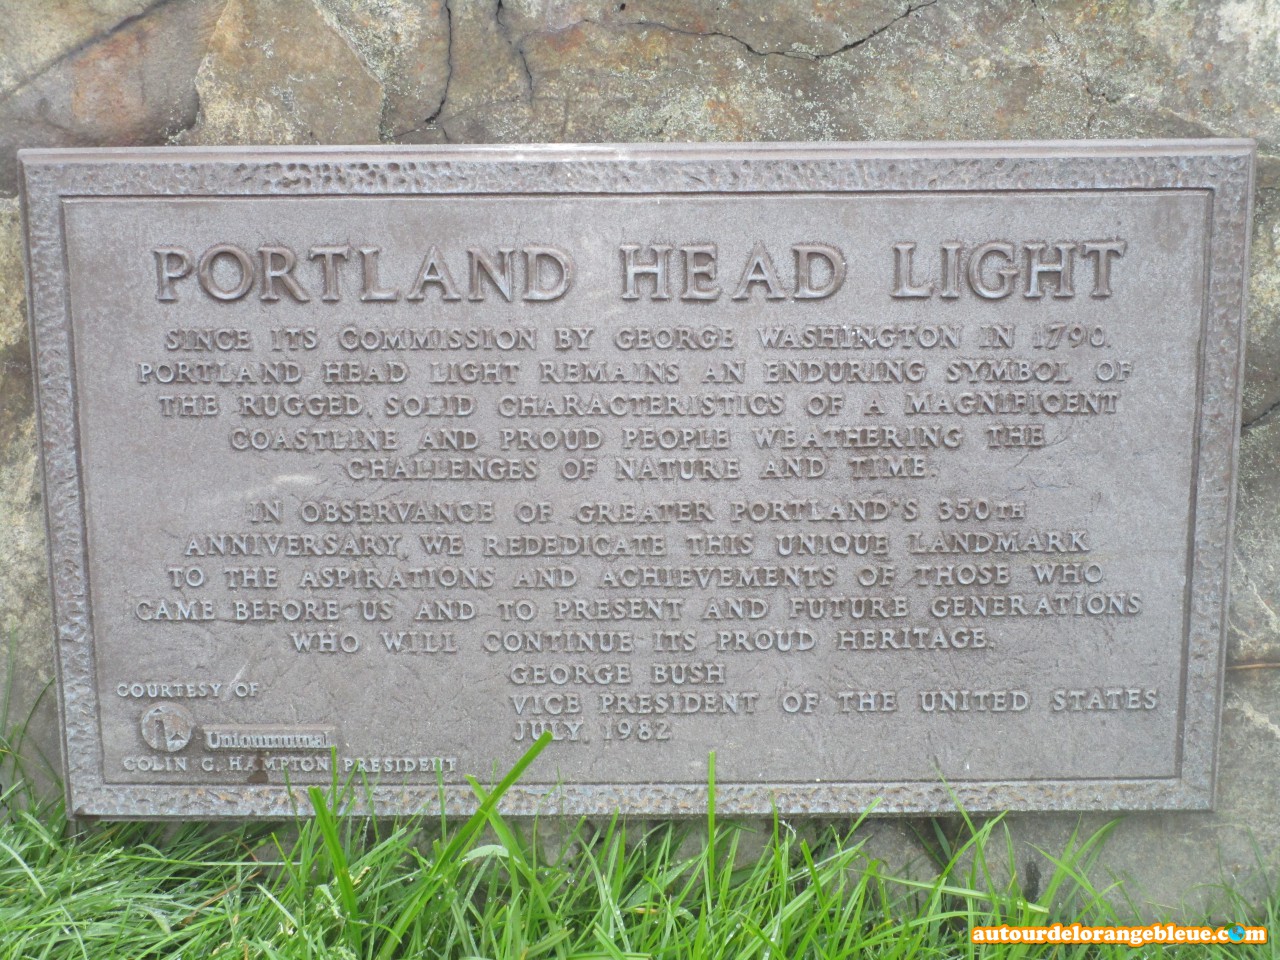 PORTLAND HEAD LIGHT
SINCE ITS COMMISSION BY GEORGE WASHINGTON IN 1790.
PORTLAND HEAD LIGHT REMAINS AN ENDURING SYMBOL OF
THE RUGGED, SOLID CHARACTERISTICS OF A MAGNIFICENT
COASTLINE AND PROUD PEOPLE WEATHERING THE
CHALLENGES OF NATURE AND TIME.
IN OBSERVANCE OF GREATER PORTLAND'S 350TH
ANNIVERSARY, WE REDEDICATE THIS UNIQUE LANDMARK
TO THE ASPIRATIONS AND ACHIEVEMENTS OF THOSE WHO
CAME BEFORE US AND TO PRESENT AND FUTURE GENERATIONS
WHO WILL CONTINUE ITS PROUD HERITAGE.
GEORGE BUSH
VICE PRESIDENT OF THE UNITED STATES
JULY, 1982
COURTESY OF
Unionmutual
COLIN C. HAMPTON PRESIDENT
autourdelorangebleue.com